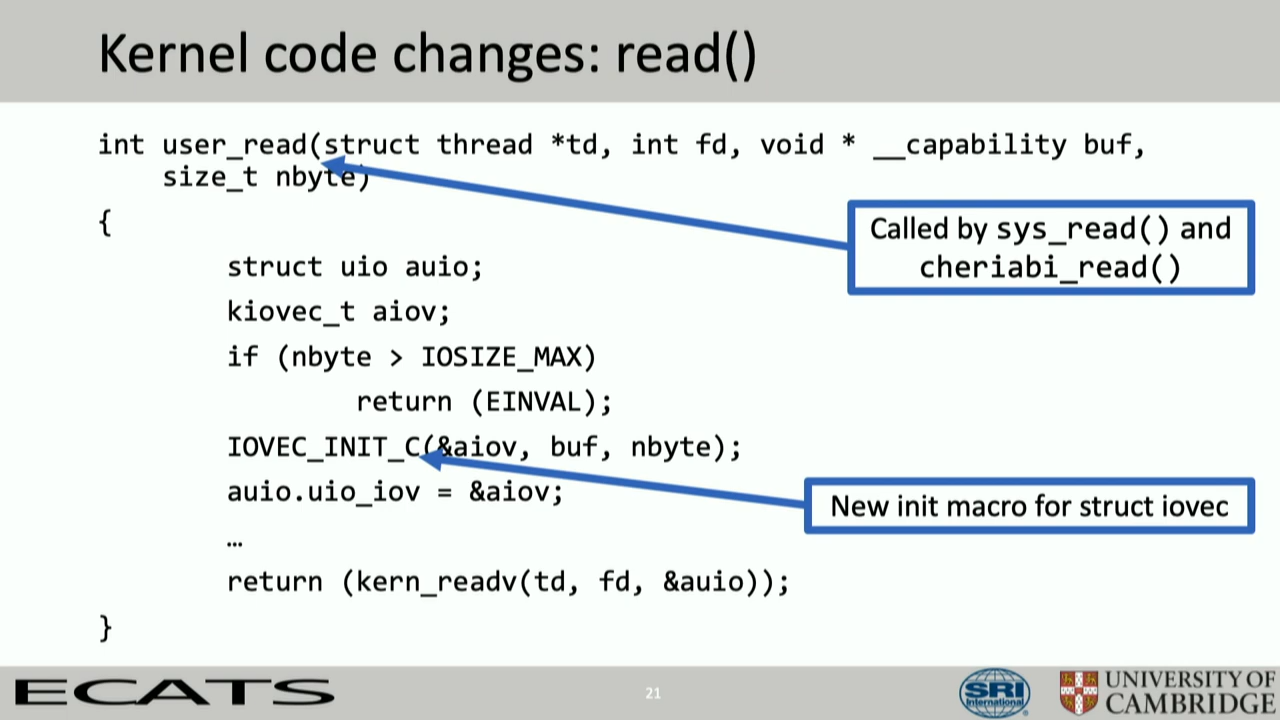 Kernel code changes: read()
int user_read(struct thread *td, int fd, void * __capability buf,
size_t nbyte)
{
Called by sys_read() and
cheriabi_read()
struct uio auio;
kiovec_t aiov;
if (nbyte > IOSIZE_MAX)
return (EINVAL);
IOVEC_INIT_C(&aiov, buf, nbyte);
auio.uio_iov = &aiov;
New init macro for struct iovec
…
return (kern_readv(td, fd, &auio));
}
ECATS
21
SRI
International
UNIVERSITY OF
CAMBRIDGE